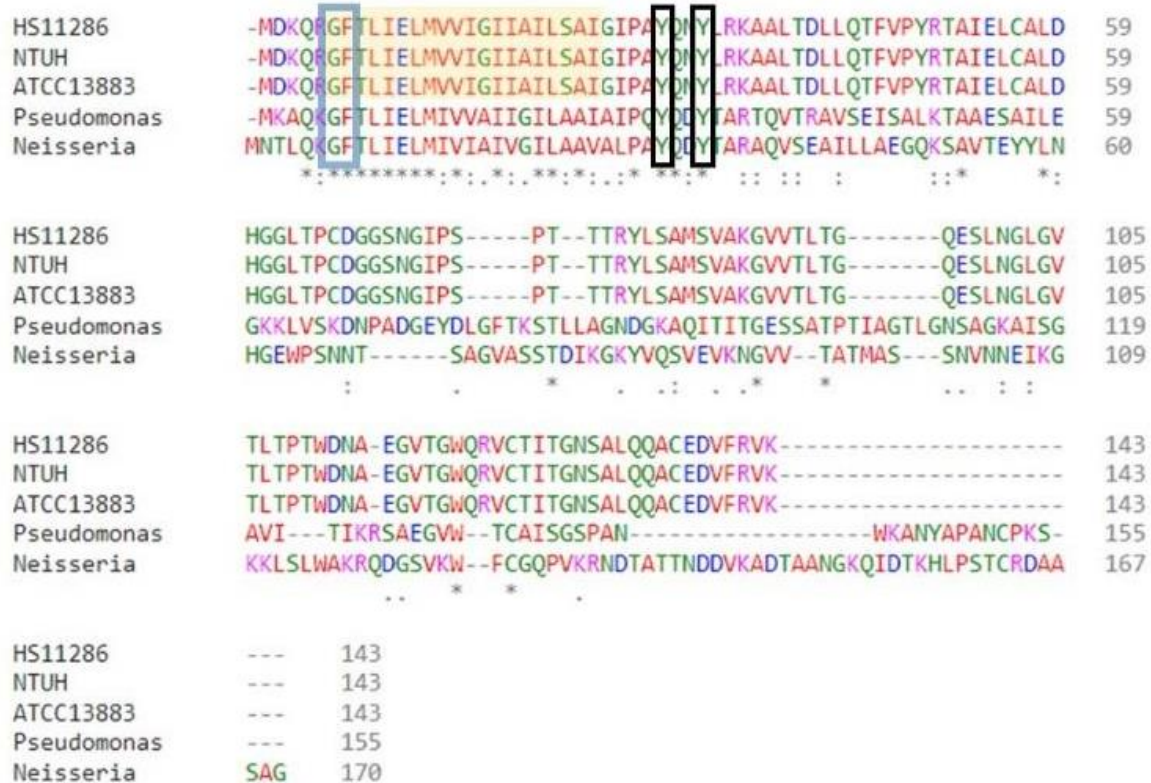 HS11286 -MDKQRGFTLIELMVVIGIIAILSAIGIPAYQNYLRKAALTDLLQTFVPYRTAIELCALD 59
NTUH -MDKQRGFTLIELMVVIGIIAILSAIGIPAYQNYLRKAALTDLLQTFVPYRTAIELCALD 59
ATCC13883 -MDKQRGFTLIELMVVIGIIAILSAIGIPAYQNYLRKAALTDLLQTFVPYRTAIELCALD 59
Pseudomonas -MKAQKGFTLIELMIVVAIIGILAAIAIPQYQDYTARTQVTRAVSEISALKTAAESAILE 59
Neisseria MNTLQKGFTLIELMIVIAIVGILAAVALPAYQDYTARAQVSEAILLAEGQKSAVTEYYLN 60
*:********:*:.*:.**:*:.:* **:* :: :: : ::* *:
HS11286 HGGLTPCDGGSNGIPS-----PT--TTRYLSAMSVAKGVVTLTG-------QESLNGLGV 105
NTUH HGGLTPCDGGSNGIPS-----PT--TTRYLSAMSVAKGVVTLTG-------QESLNGLGV 105
ATCC13883 HGGLTPCDGGSNGIPS-----PT--TTRYLSAMSVAKGVVTLTG-------QESLNGLGV 105
Pseudomonas GKKLVSKDNPADGEYDLGFTKSTLLAGNDGKAQITITGESSATPTIAGTLGNSAGKAISG 119
Neisseria HGEWPSNNT------SAGVASSTDIKGKYVQSVEVKNGVV--TATMAS---SNVNNEIKG 109
: . * . .: . .* * .. : :
HS11286 TLTPTWDNA-EGVTGWQRVCTITGNSALQQACEDVFRVK--------------------- 143
NTUH TLTPTWDNA-EGVTGWQRVCTITGNSALQQACEDVFRVK--------------------- 143
ATCC13883 TLTPTWDNA-EGVTGWQRVCTITGNSALQQACEDVFRVK--------------------- 143
Pseudomonas AVI---TIKRSAEGVW--TCAISGSPAN------------------WKANYAPANCPKS- 155
Neisseria KKLSLWAKRQDGSVKW--FCGQPVKRNDTATTNDDVKADTAANGKQIDTKHLPSTCRDAA 167
.. * * .
HS11286 --- 143
NTUH --- 143
ATCC13883 --- 143
Pseudomonas --- 155
Neisseria SAG 170